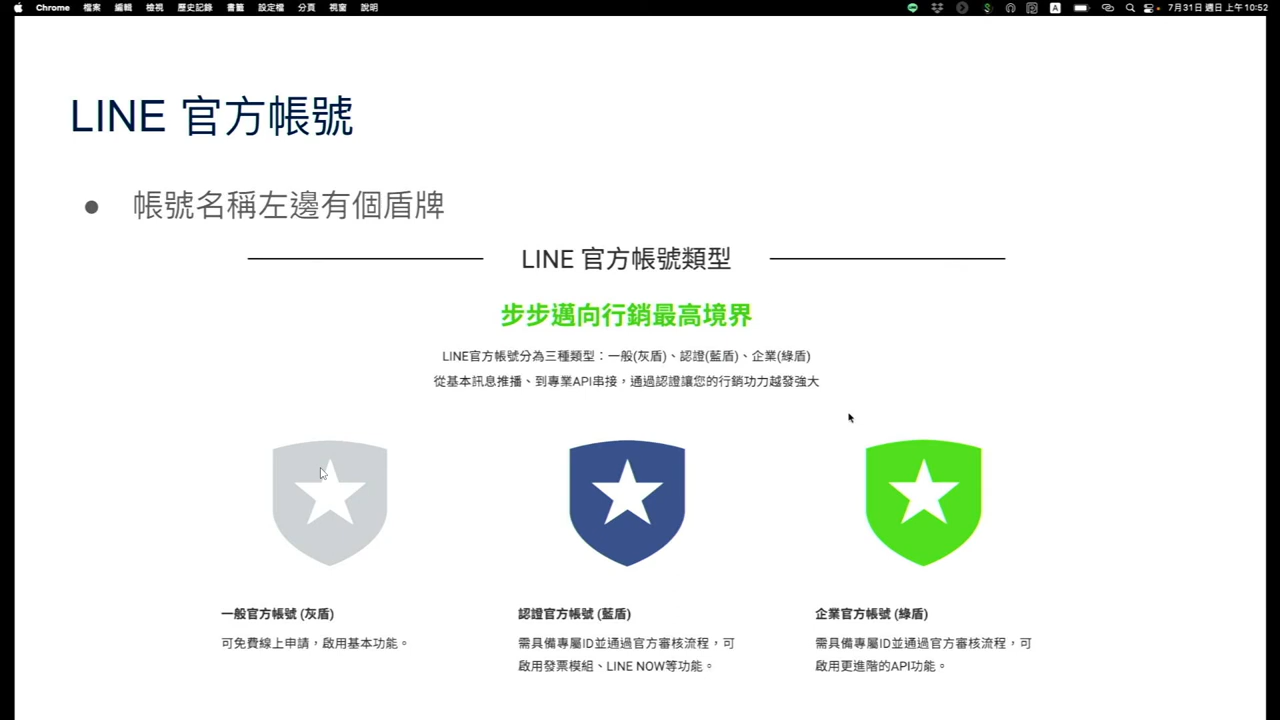 Chrome 檔案 編輯 檢視 歷史記錄 書籤 設定檔 分頁 視窗 說明 A 7月31日 週日 上午10:52
LINE 官方帳號
● 帳號名稱左邊有個盾牌
LINE 官方帳號類型
步步邁向行銷最高境界
LINE官方帳號分為三種類型：一般(灰盾)、認證(藍盾)、企業(綠盾)
從基本訊息推播、到專業API串接，通過認證讓您的行銷功力越發強大
一般官方帳號 (灰盾)
可免費線上申請，啟用基本功能。
認證官方帳號 (藍盾)
需具備專屬ID並通過官方審核流程，可
啟用發票模組、LINE NOW等功能。
企業官方帳號 (綠盾)
需具備專屬ID並通過官方審核流程，可
啟用更進階的API功能。